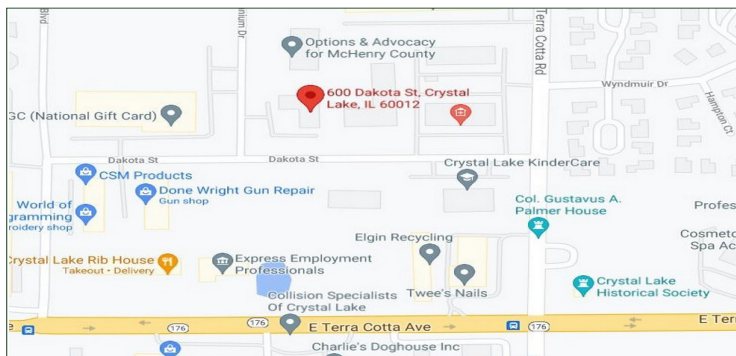 Blvd
nium Dr
Options & Advocacy
for McHenry County
Terra Cotta Rd
Wyndmuir Dr
Hampton Ct
600 Dakota St, Crystal
Lake, IL 60012
GC (National Gift Card)
Dakota St
Dakota St
Crystal Lake KinderCare
CSM Products
Done Wright Gun Repair
Gun shop
World of
gramming
roidery shop
Col. Gustavus A.
Palmer House
Profes
Cosmeto
Spa Ac
Elgin Recycling
Crystal Lake Rib House
Takeout • Delivery
Express Employment
Professionals
Twee's Nails
Crystal Lake
Historical Society
Collision Specialists
Of Crystal Lake
e
176
176
E Terra Cotta Ave
176
E Terr
Charlie's Doghouse Inc